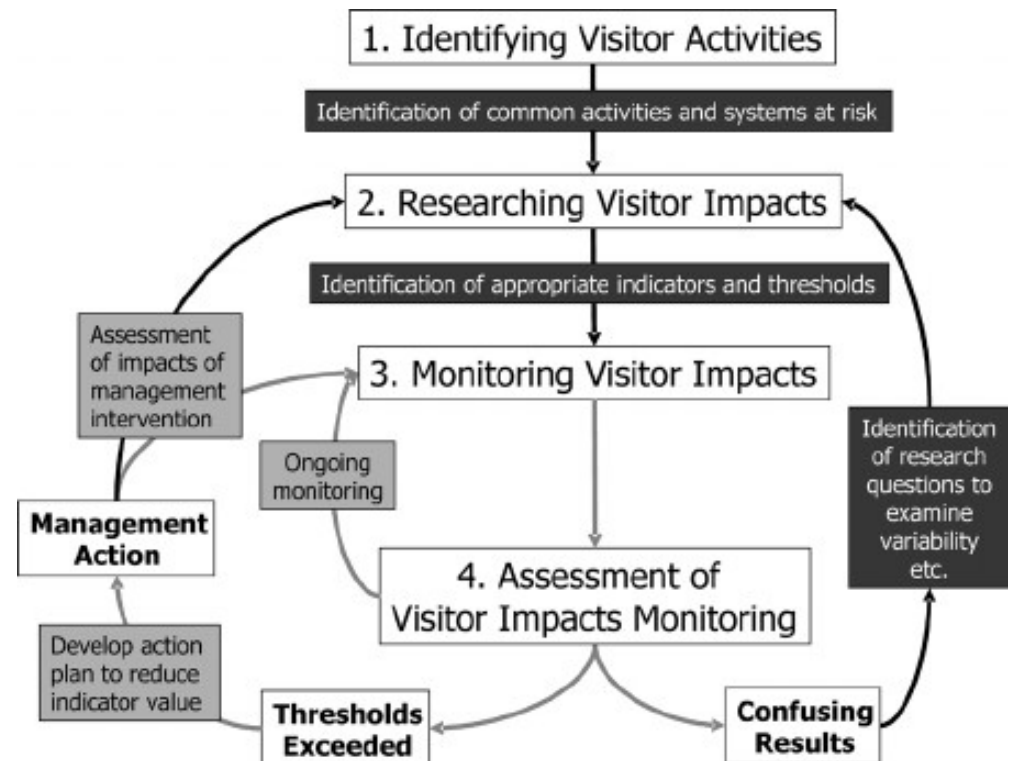 1. Identifying Visitor Activities
Identification of common activities and systems at risk
2. Researching Visitor Impacts
Identification of appropriate indicators and thresholds
Assessment
of impacts of
management
intervention
3. Monitoring Visitor Impacts
Ongoing
monitoring
Identification
of research
questions to
examine
variability
etc.
Management
Action
4. Assessment of
Visitor Impacts Monitoring
Develop action
plan to reduce
indicator value
Thresholds
Exceeded
Confusing
Results